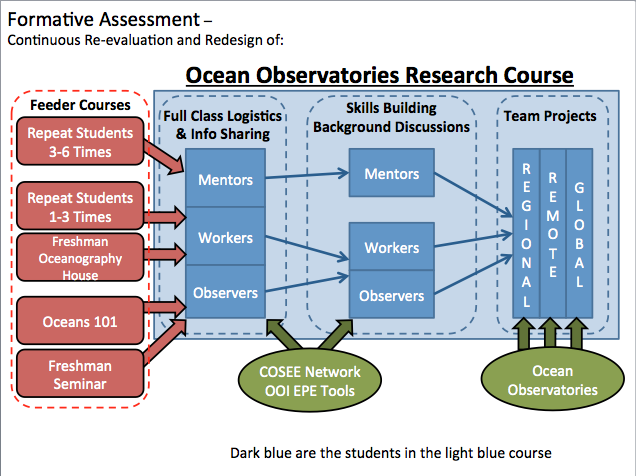 Formative Assessment –
Continuous Re-evaluation and Redesign of:
Ocean Observatories Research Course
Feeder Courses
Repeat Students
3-6 Times
Repeat Students
1-3 Times
Freshman
Oceanography
House
Oceans 101
Freshman
Seminar
Full Class Logistics
& Info Sharing
Mentors
Workers
Observers
Skills Building
Background Discussions
Mentors
Workers
Observers
Team Projects
REGIONAL
REMOTE
GLOBAL
COSEE Network
OOI EPE Tools
Ocean
Observatories
Dark blue are the students in the light blue course